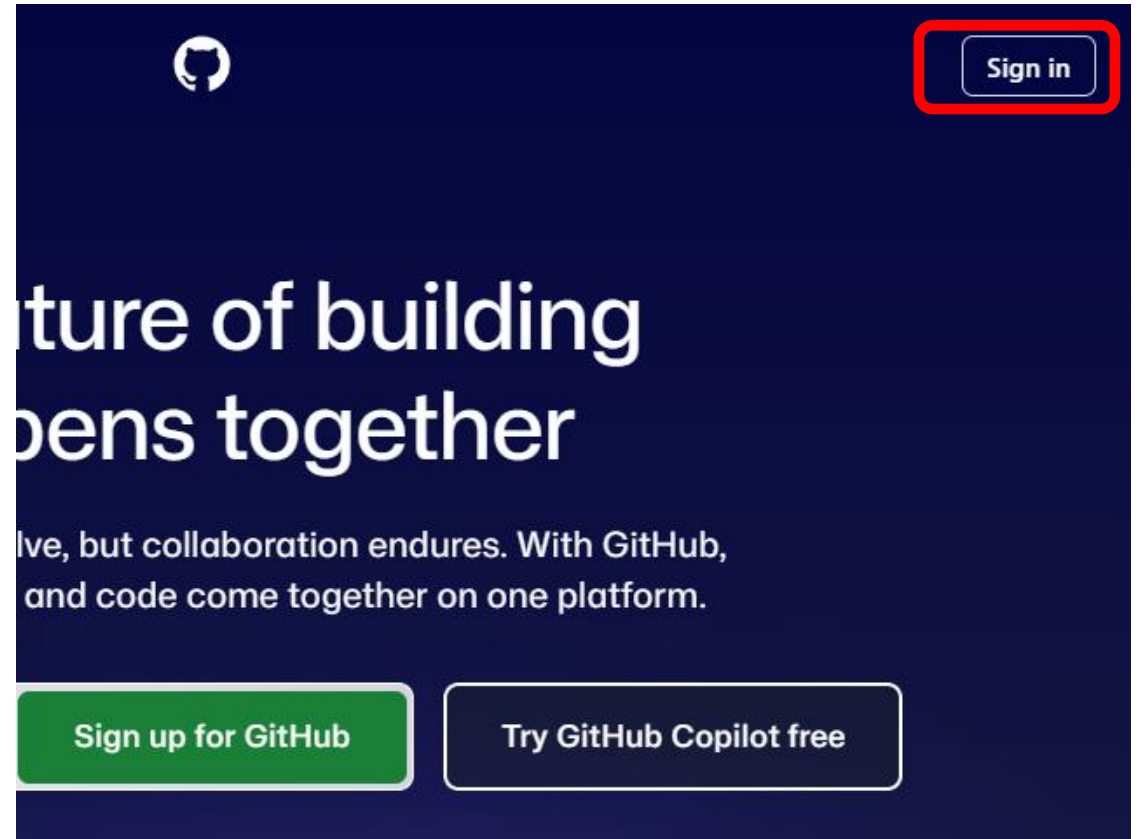 Sign in
ture of building
pens together
lve, but collaboration endures. With GitHub,
and code come together on one platform.
Sign up for GitHub
Try GitHub Copilot free